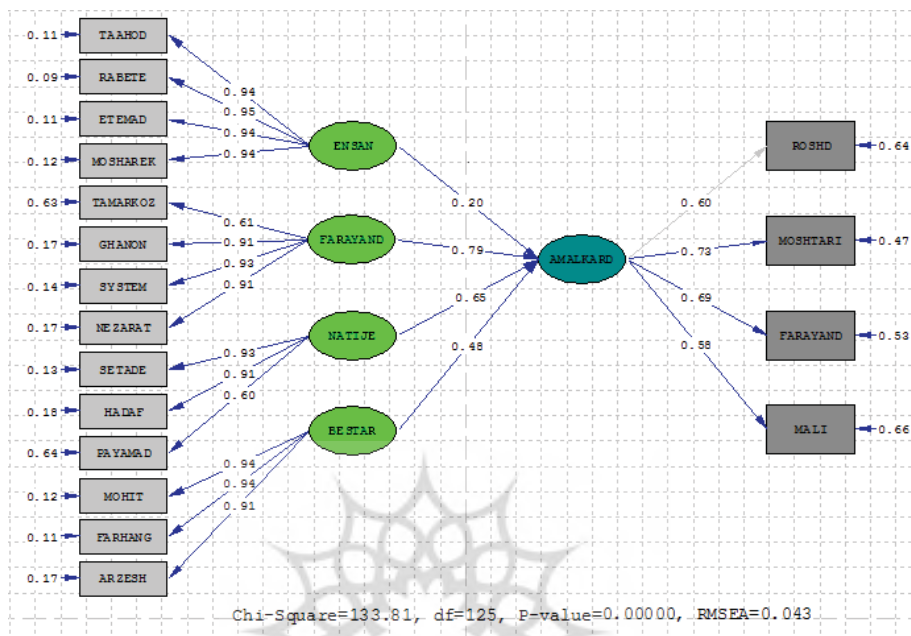 0.11 TAAHOD
0.09 RABETE
0.11 ETEMAD
0.12 MOSHAREK
0.63 TAMARKOZ
0.17 GHANON
0.14 SYSTEM
0.17 NEZARAT
0.13 SETADE
0.18 HADAF
0.64 PAYAMAD
0.12 MOHIT
0.11 FARHANG
0.17 ARZESH
0.94
0.95
0.94
0.94
0.61
0.91
0.93
0.91
0.93
0.91
0.60
0.94
0.94
0.91
ENSAN
FARAYAND
NATIJE
BESTAR
0.20
0.79
0.65
0.48
AMALKARD
0.60
0.73
0.69
0.58
ROSHD 0.64
MOSHTARI 0.47
FARAYAND 0.53
MALI 0.66
Chi-Square=133.81, df=125, P-value=0.00000, RMSEA=0.043